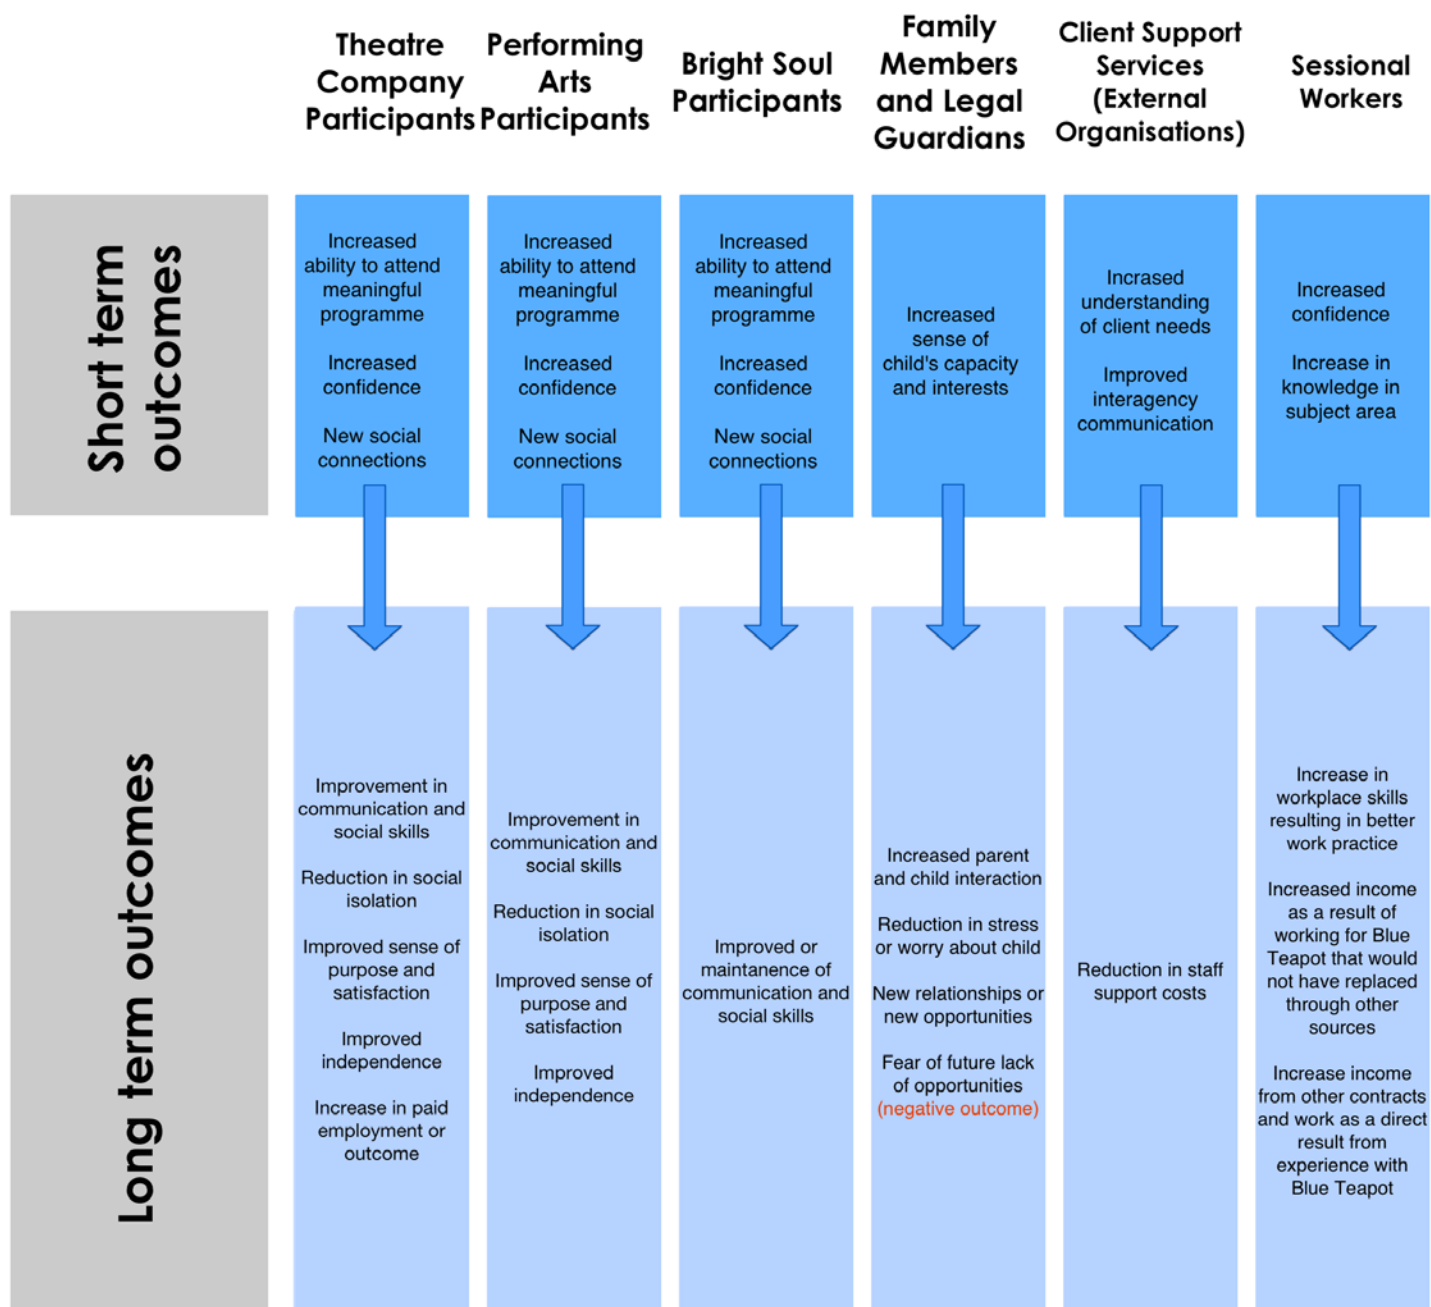 Theatre
Company
Participants
Performing
Arts
Participants
Bright Soul
Participants
Family
Members
and Legal
Guardians
Client Support
Services
(External
Organisations)
Sessional
Workers
Short term
outcomes
Increased
ability to attend
meaningful
programme
Increased
confidence
New social
connections
Increased
ability to attend
meaningful
programme
Increased
confidence
New social
connections
Increased
ability to attend
meaningful
programme
Increased
confidence
New social
connections
Increased
sense of
child's capacity
and interests
Incrased
understanding
of client needs
Improved
interagency
communication
Increased
confidence
Increase in
knowledge in
subject area
Long term outcomes
Improvement in
communication and
social skills
Reduction in social
isolation
Improved sense of
purpose and
satisfaction
Improved
independence
Increase in paid
employment or
outcome
Improvement in
communication and
social skills
Reduction in social
isolation
Improved sense of
purpose and
satisfaction
Improved
independence
Improved or
maintanence of
communication and
social skills
Increased parent
and child interaction
Reduction in stress
or worry about child
New relationships or
new opportunities
Fear of future lack
of opportunities
(negative outcome)
Reduction in staff
support costs
Increase in
workplace skills
resulting in better
work practice
Increased income
as a result of
working for Blue
Teapot that would
not have replaced
through other
sources
Increase income
from other contracts
and work as a direct
result from
experience with
Blue Teapot